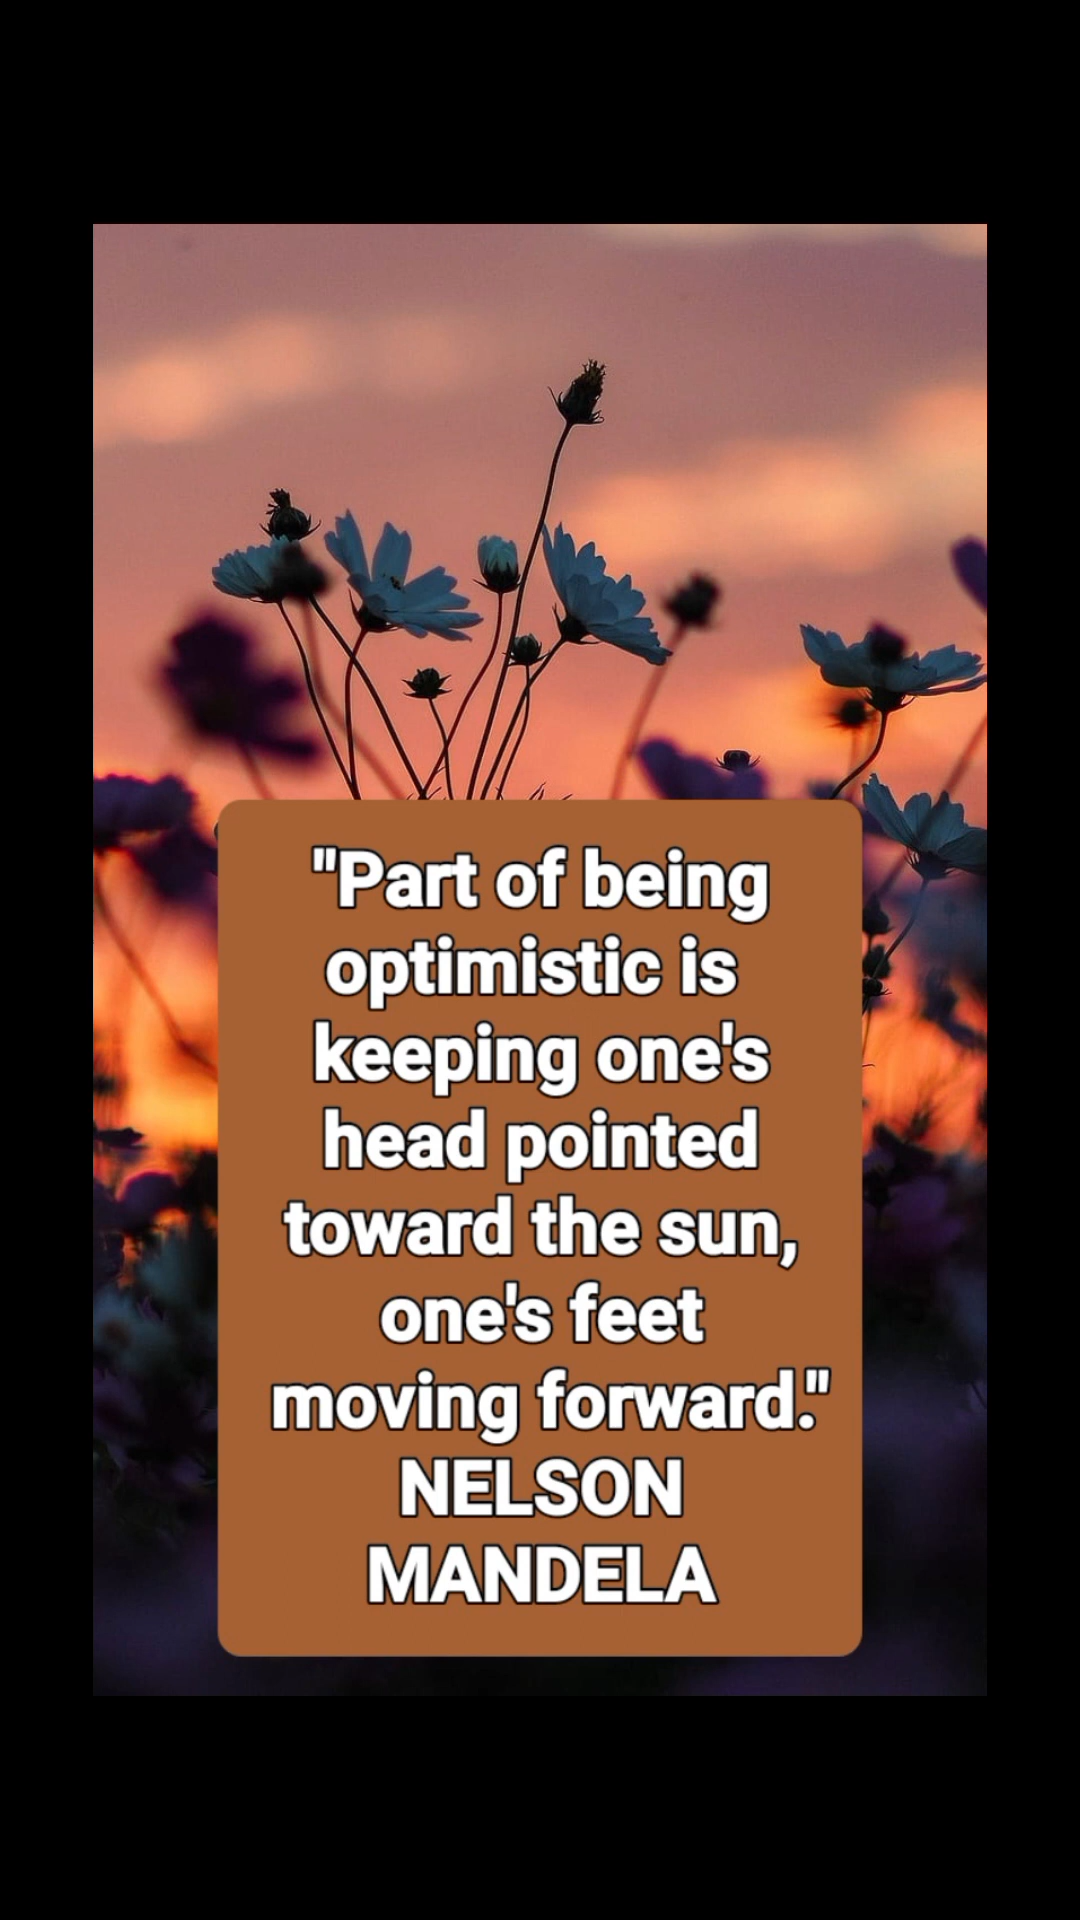 "Part of being
optimistic is
keeping one's
head pointed
toward the sun,
one's feet
moving forward."
NELSON
MANDELA